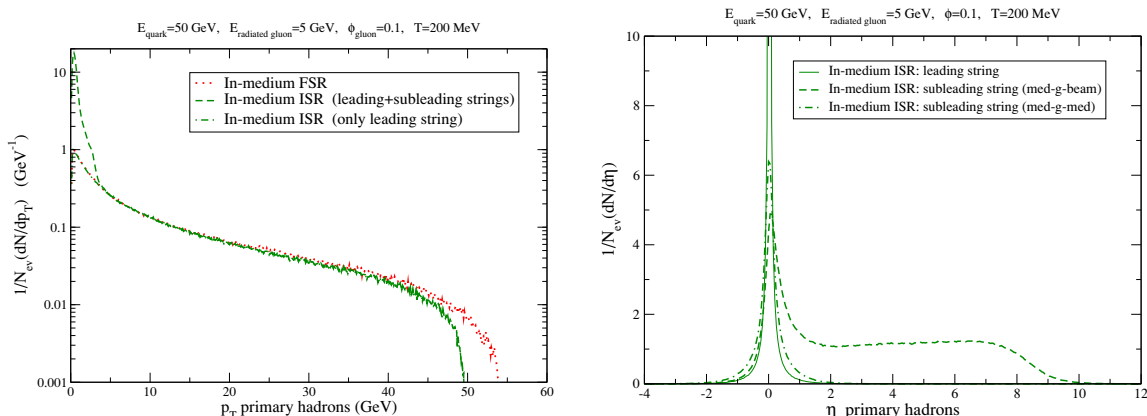 E_quark=50 GeV, E_radiated gluon=5 GeV, ϕ_gluon=0.1, T=200 MeV
10
1
0.1
0.01
0.001
1/N_ev(dN/dp_T) (GeV^-1)
In-medium FSR
In-medium ISR (leading+subleading strings)
In-medium ISR (only leading string)
0 10 20 30 40 50 60
p_T primary hadrons (GeV)
E_quark=50 GeV, E_radiated gluon=5 GeV, ϕ=0.1, T=200 MeV
10
8
6
4
2
0
1/N_ev(dN/dη)
In-medium ISR: leading string
In-medium ISR: subleading string (med-g-beam)
In-medium ISR: subleading string (med-g-med)
-4 -2 0 2 4 6 8 10 12
η primary hadrons